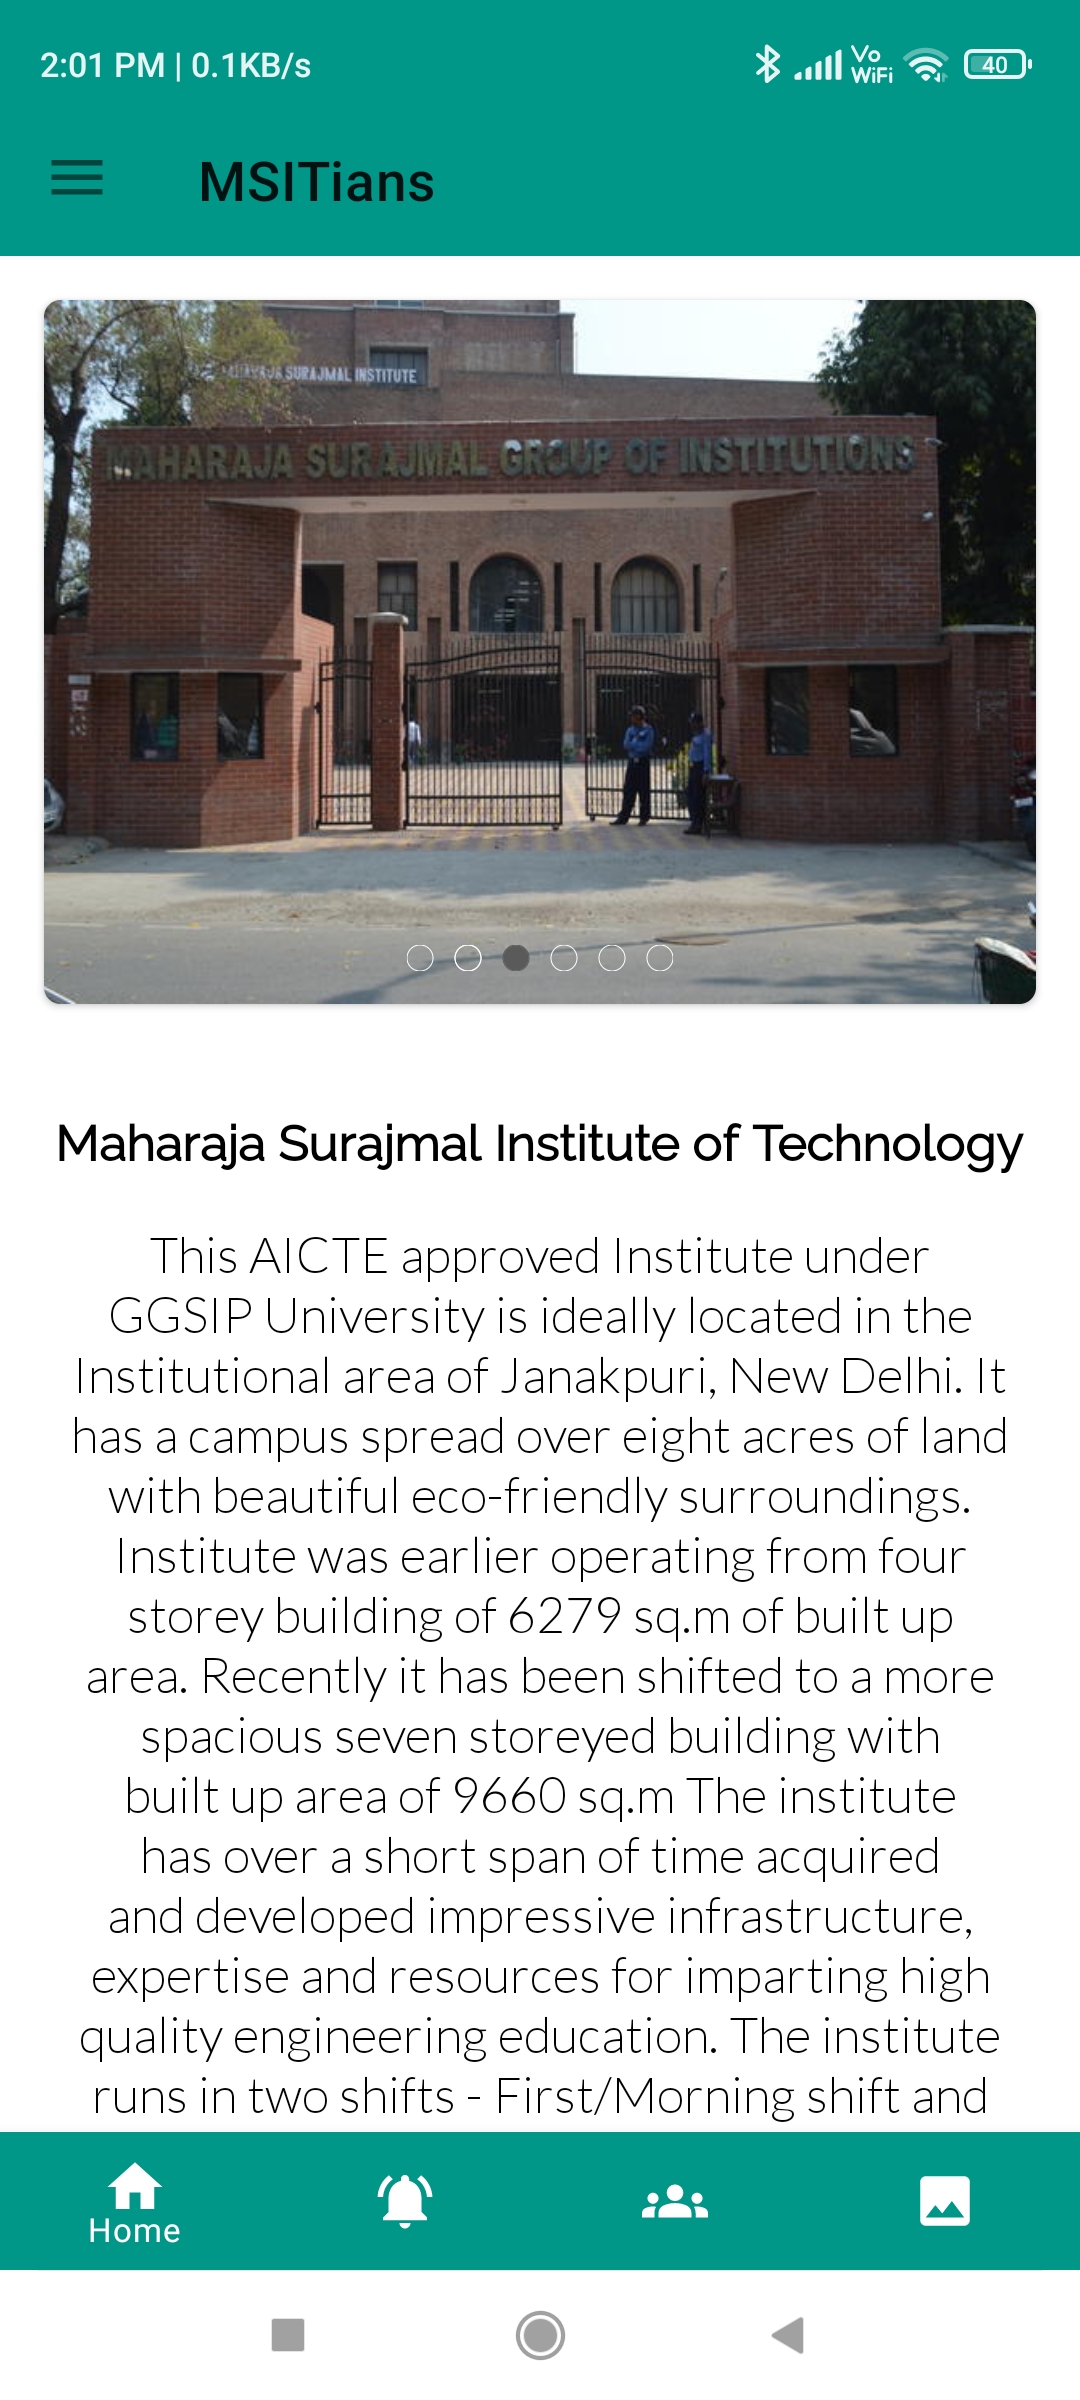 2:01 PM | 0.1KB/s
Vo
WiFi
40
MSITians
MAHARAJA SURAJMAL INSTITUTE
MAHARAJA SURAJMAL GROUP OF INSTITUTIONS
Maharaja Surajmal Institute of Technology
This AICTE approved Institute under
GGSIP University is ideally located in the
Institutional area of Janakpuri, New Delhi. It
has a campus spread over eight acres of land
with beautiful eco-friendly surroundings.
Institute was earlier operating from four
storey building of 6279 sq.m of built up
area. Recently it has been shifted to a more
spacious seven storeyed building with
built up area of 9660 sq.m The institute
has over a short span of time acquired
and developed impressive infrastructure,
expertise and resources for imparting high
quality engineering education. The institute
runs in two shifts - First/Morning shift and
Home